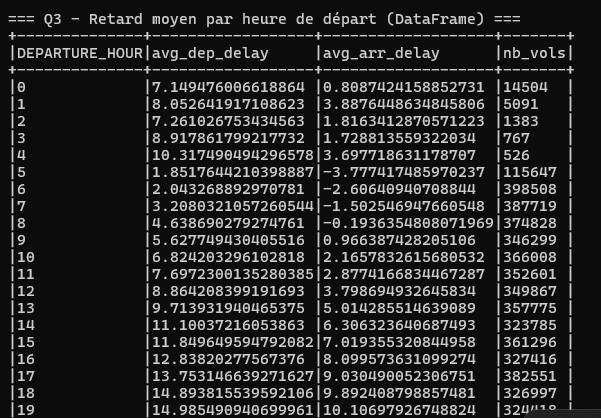 === Q3 - Retard moyen par heure de départ (DataFrame) ===
+--------------+------------------+-------------------+-------+
|DEPARTURE_HOUR|avg_dep_delay     |avg_arr_delay      |nb_vols|
+--------------+------------------+-------------------+-------+
|0             |7.149476006618864 |0.8087424158852731 |14504  |
|1             |8.052641917108623 |3.8876448634845806 |5091   |
|2             |7.261026753434563 |1.8163412870571223 |1383   |
|3             |8.917861799217732 |1.728813559322034  |767    |
|4             |10.317490494296578|3.697718631178707  |526    |
|5             |1.8517644210398887|-3.777417485970237 |115647 |
|6             |2.043268892970781 |-2.60640940708844  |398508 |
|7             |3.2080321057260544|-1.502546947660548 |387719 |
|8             |4.638690279274761 |-0.1936354808071969|374828 |
|9             |5.627749430405516 |0.966387428205106  |346299 |
|10            |6.824203296102818 |2.1657832615680532 |366008 |
|11            |7.6972300135280385|2.8774166834467287 |352601 |
|12            |8.864208399191693 |3.798694932645834  |349867 |
|13            |9.713931940465375 |5.014285514639089  |357775 |
|14            |11.10037216053863 |6.306323640687493  |323785 |
|15            |11.849649594792082|7.019355320844958  |361296 |
|16            |12.83820277567376 |8.099573631099274  |327416 |
|17            |13.753146639271627|9.030490052306751  |382551 |
|18            |14.893815539592106|9.892408798857481  |326997 |
|19            |14.985490940699961|10.10697926748824  |324418 |